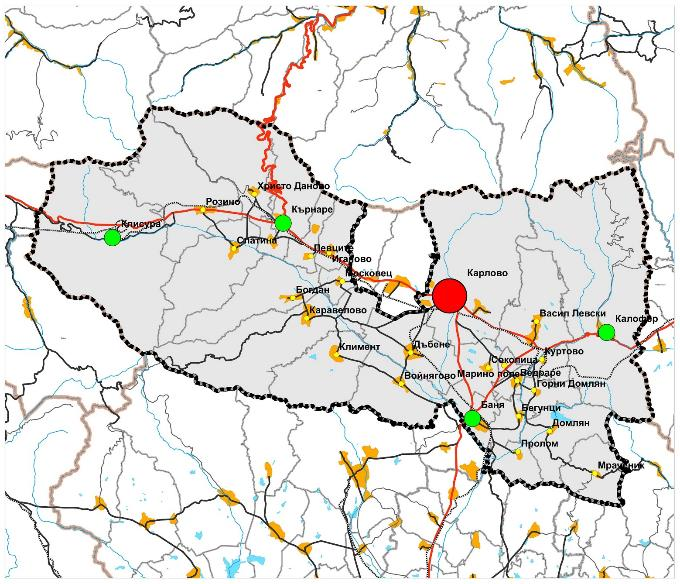 Христо Даново
Розино
Кърнаре
Клисура
Слатина
Певците
Иганово
Московец
Карлово
Богдан
Каравелово
Васил Левски
Калофер
Климент
Дъбене
Куртово
Соколица
Войнягово
Марино поле
Ведраре
Горни Домлян
Баня
Бегунци
Домлян
Пролом
Мраченик